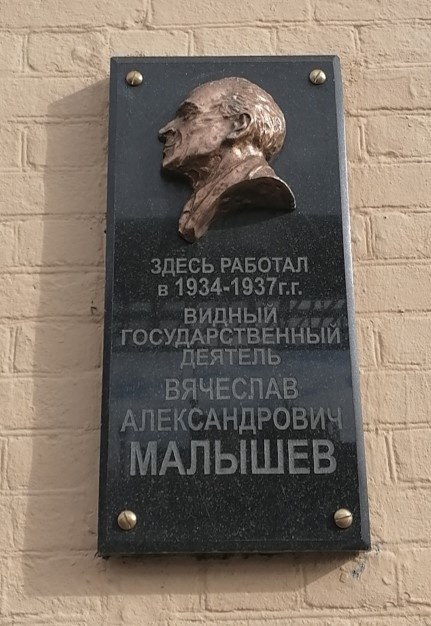 ЗДЕСЬ РАБОТАЛ
в 1934-1937г.г.
ВИДНЫЙ
ГОСУДАРСТВЕННЫЙ
ДЕЯТЕЛЬ
ВЯЧЕСЛАВ
АЛЕКСАНДРОВИЧ
МАЛЫШЕВ